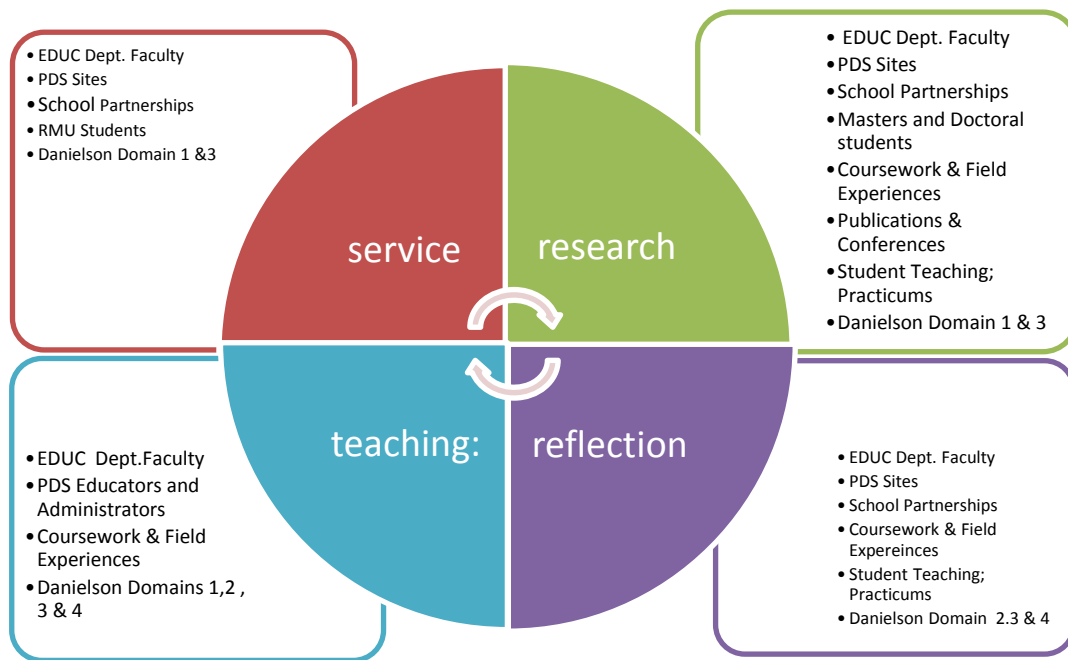 • EDUC Dept. Faculty
• PDS Sites
• School Partnerships
• RMU Students
• Danielson Domain 1 &3
• EDUC Dept. Faculty
• PDS Sites
• School Partnerships
• Masters and Doctoral
students
• Coursework & Field
Experiences
• Publications &
Conferences
• Student Teaching;
Practicums
• Danielson Domain 1 & 3
service
research
teaching:
reflection
• EDUC Dept.Faculty
• PDS Educators and
Administrators
• Coursework & Field
Experiences
• Danielson Domains 1,2 ,
3 & 4
• EDUC Dept. Faculty
• PDS Sites
• School Partnerships
• Coursework & Field
Expereinces
• Student Teaching;
Practicums
• Danielson Domain 2.3 & 4